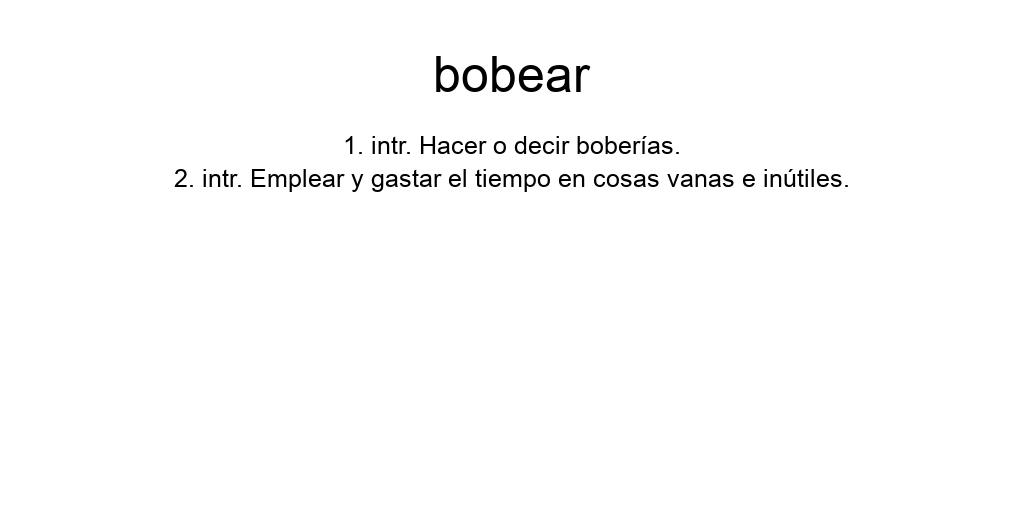 bobear
1. intr. Hacer o decir boberías.
2. intr. Emplear y gastar el tiempo en cosas vanas e inútiles.